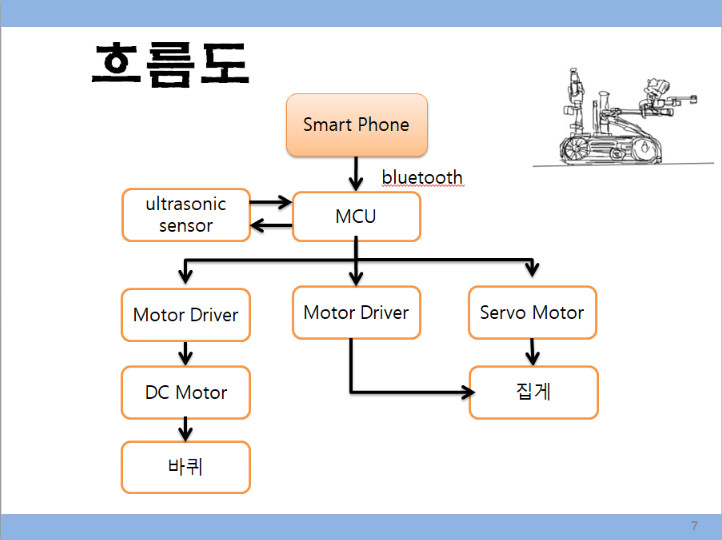 흐름도
Smart Phone
bluetooth
ultrasonic
sensor
MCU
Motor Driver
Motor Driver
Servo Motor
DC Motor
집게
바퀴
7